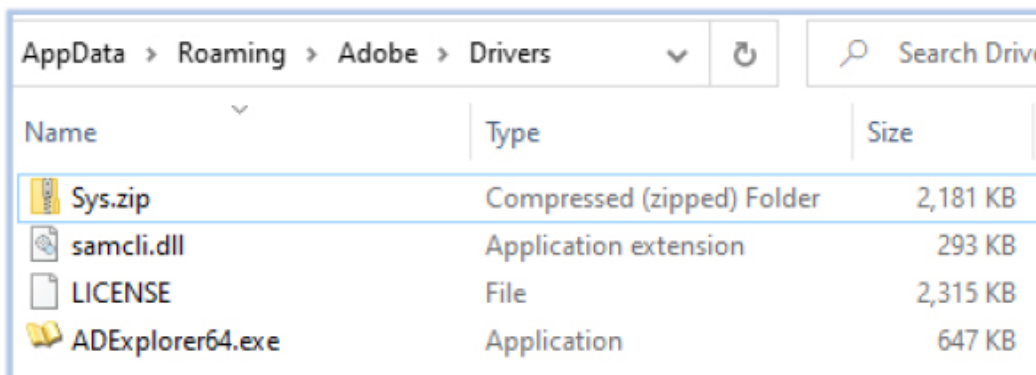 AppData > Roaming > Adobe > Drivers Search Driv
Name Type Size
Sys.zip Compressed (zipped) Folder 2,181 KB
samcli.dll Application extension 293 KB
LICENSE File 2,315 KB
ADExplorer64.exe Application 647 KB